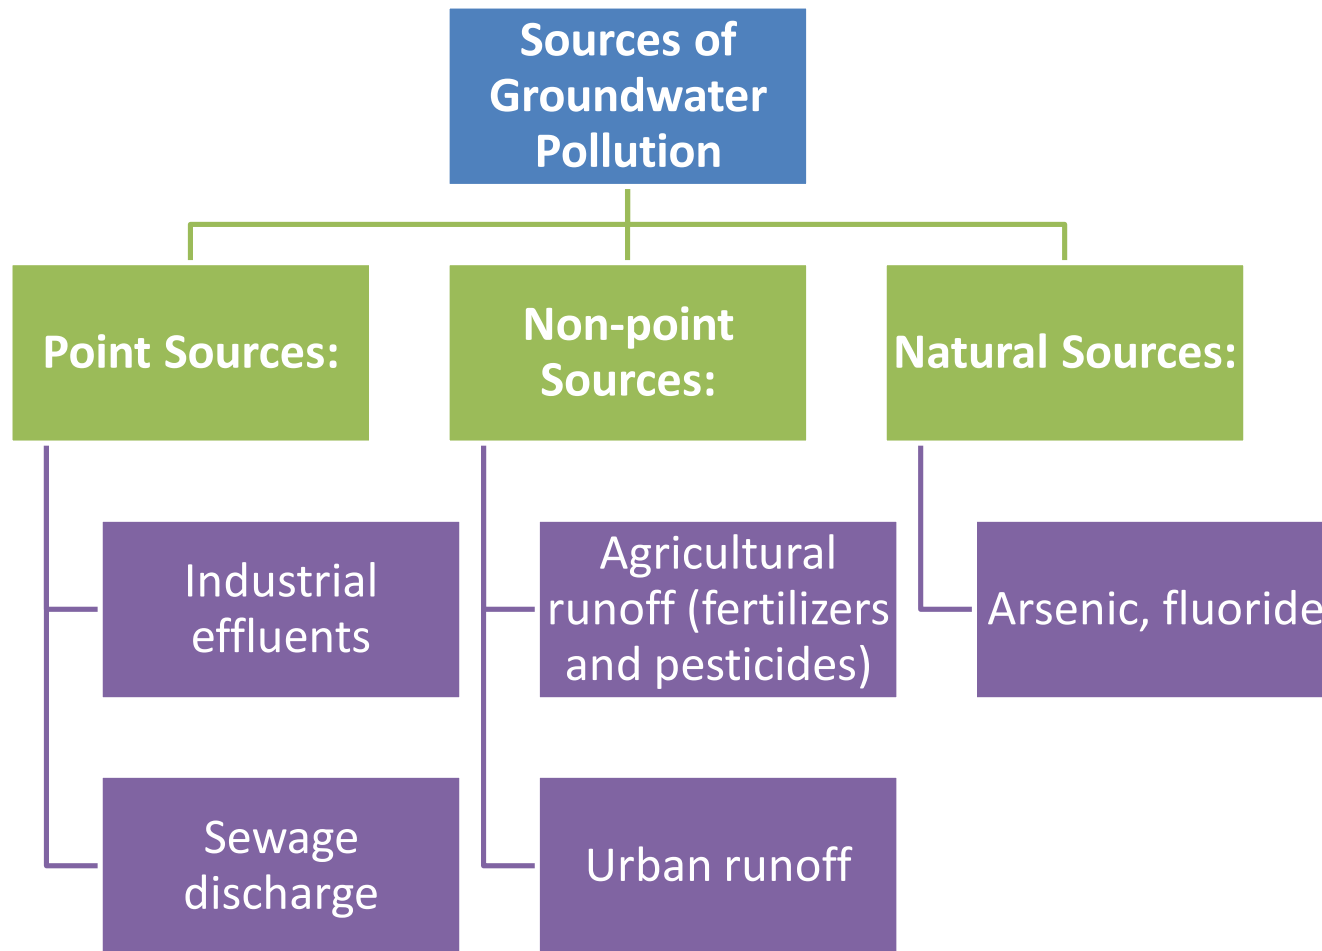 Sources of
Groundwater
Pollution
Point Sources:
Non-point
Sources:
Natural Sources:
Industrial
effluents
Agricultural
runoff (fertilizers
and pesticides)
Arsenic, fluoride
Sewage
discharge
Urban runoff